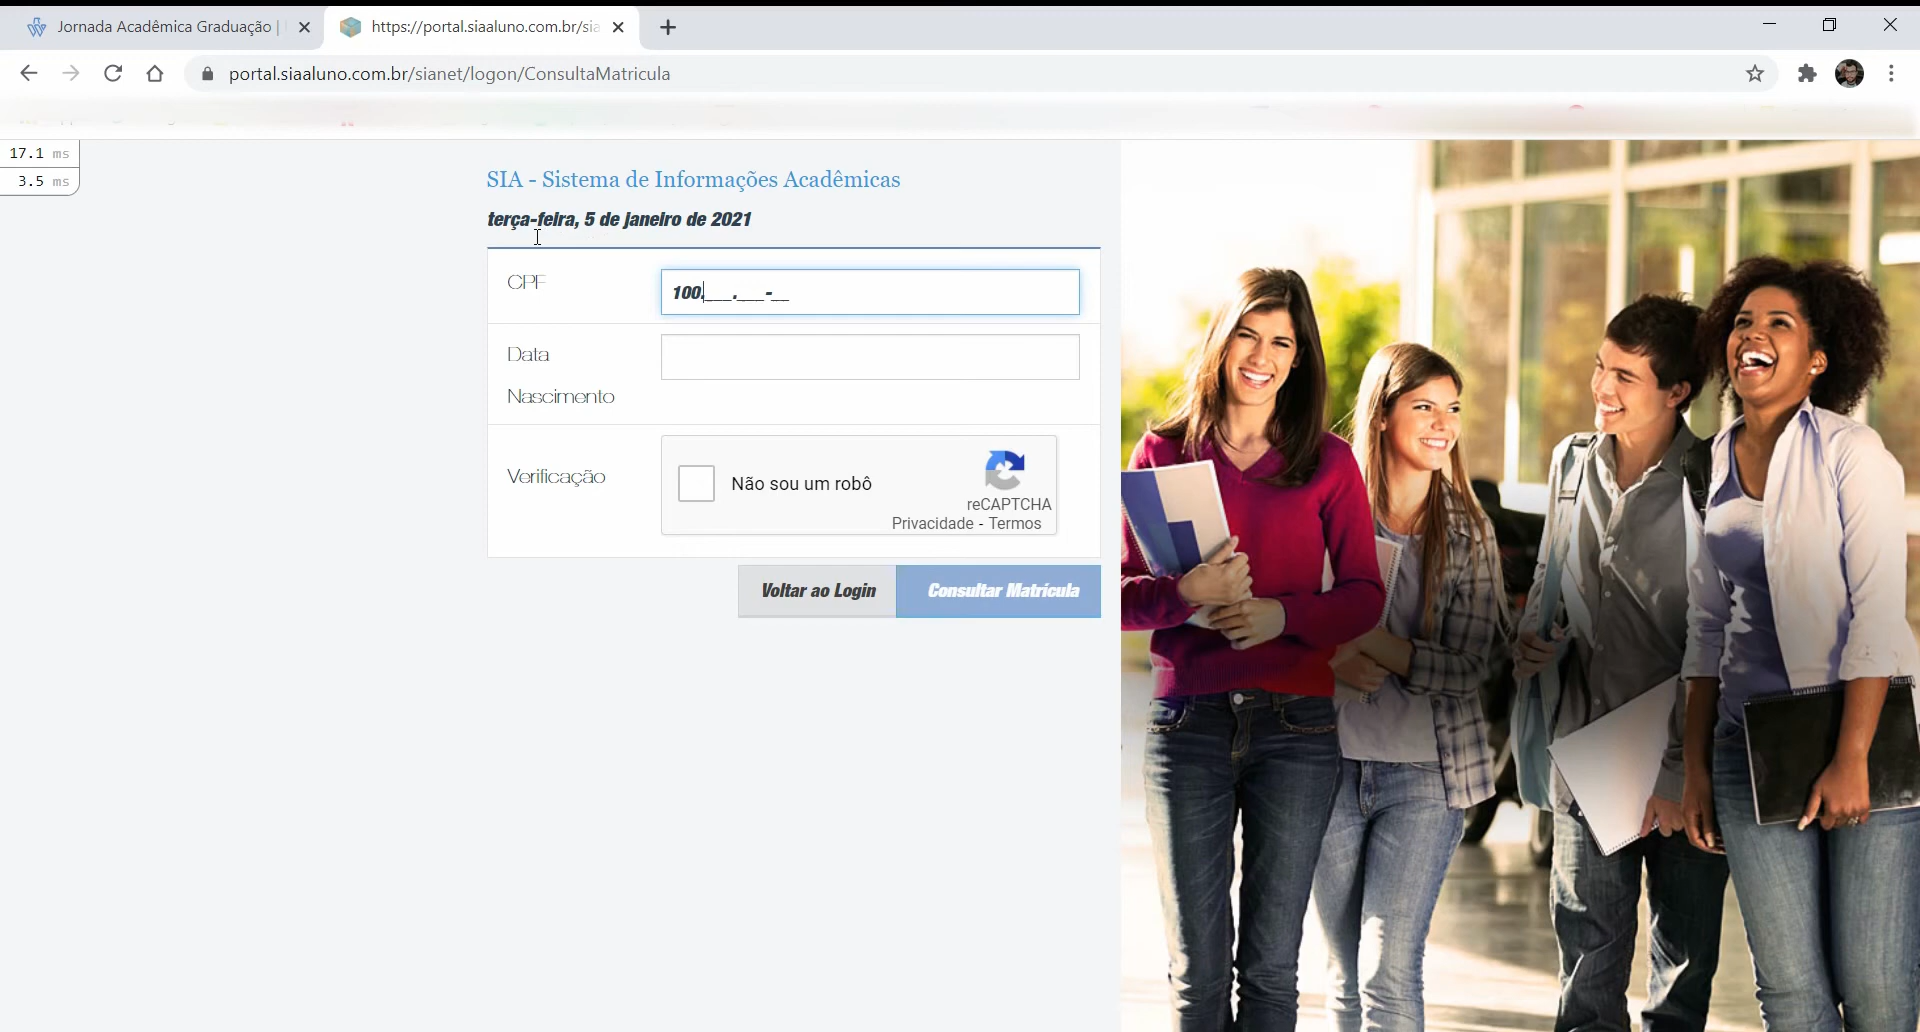 Jornada Acadêmica Graduação |
https://portal.siaaluno.com.br/sia
portal.siaaluno.com.br/sianet/logon/ConsultaMatricula
17.1 ms
3.5 ms
SIA - Sistema de Informações Acadêmicas
terça-feira, 5 de janeiro de 2021
CPF
100.___.___-__
Data
Nascimento
Verificação
Não sou um robô
reCAPTCHA
Privacidade - Termos
Voltar ao Login
Consultar Matrícula